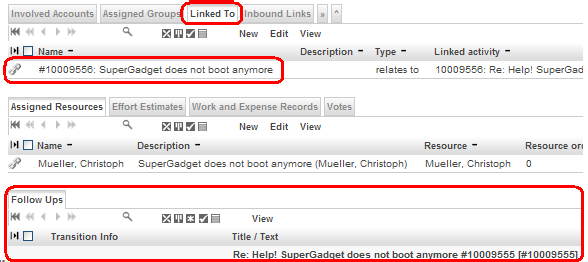 Involved Accounts Assigned Groups Linked To Inbound Links » ^
New Edit View
Name Description Type Linked activity
#10009556: SuperGadget does not boot anymore relates to 10009556: Re: Help! SuperGad
Assigned Resources Effort Estimates Work and Expense Records Votes
New Edit View
Name Description Resource Resource or
Mueller, Christoph SuperGadget does not boot anymore (Mueller, Christoph) Mueller, Christoph 0
Follow Ups
View
Transition Info Title / Text
Re: Help! SuperGadget does not boot anymore #10009555 [#10009555]